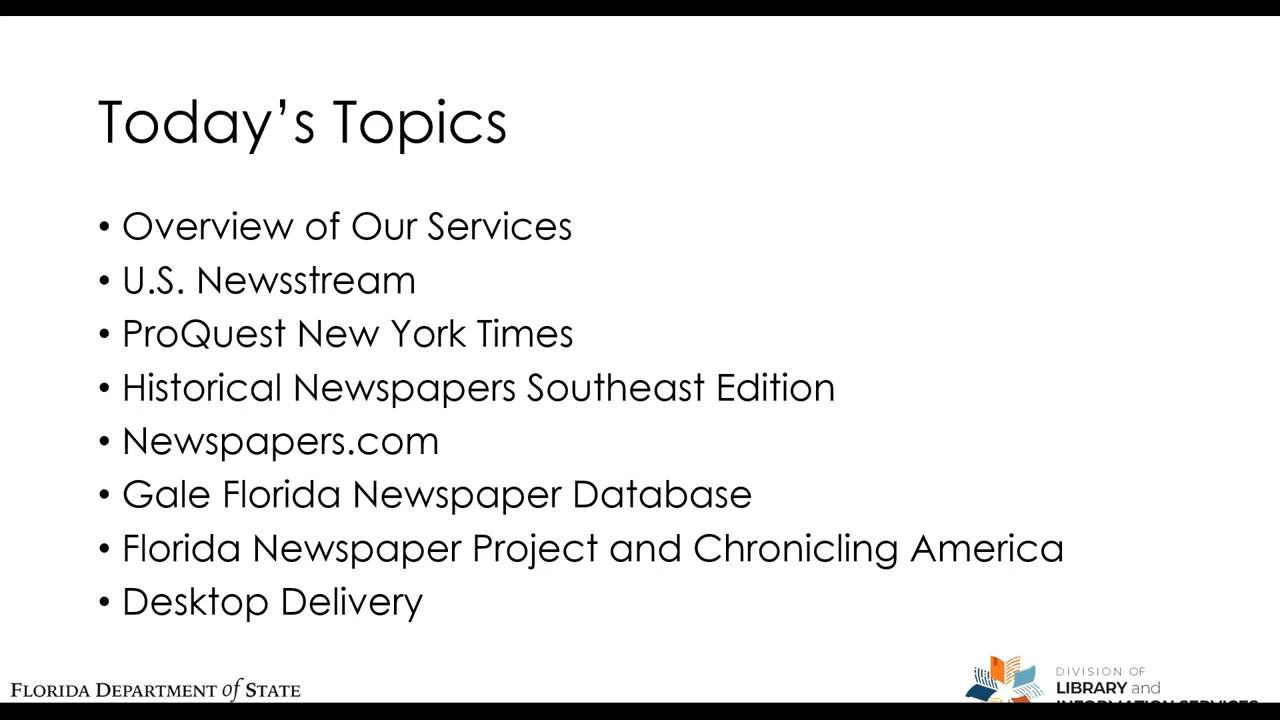 Today’s Topics
• Overview of Our Services
• U.S. Newsstream
• ProQuest New York Times
• Historical Newspapers Southeast Edition
• Newspapers.com
• Gale Florida Newspaper Database
• Florida Newspaper Project and Chronicling America
• Desktop Delivery
FLORIDA DEPARTMENT of STATE
DIVISION OF
LIBRARY and
INFORMATION SERVICES